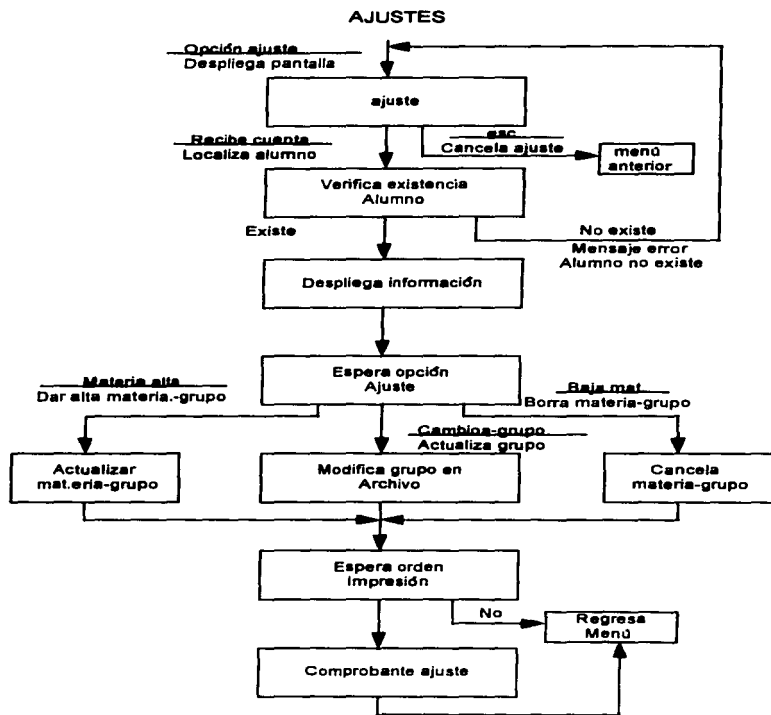 AJUSTES
Opción ajuste
Despliega pantalla
ajuste
Recibe cuenta
Localiza alumno
esc
Cancela ajuste
menú
anterior
Verifica existencia
Alumno
Existe
No existe
Mensaje error
Alumno no existe
Despliega información
Espera opción
Ajuste
Materia alta
Dar alta materia.-grupo
Baja mat
Borra materia-grupo
Cambios-grupo
Actualiza grupo
Actualizar
mat.eria-grupo
Modifica grupo en
Archivo
Cancela
materia-grupo
Espera orden
Impresión
No
Regresa
Menú
Comprobante ajuste